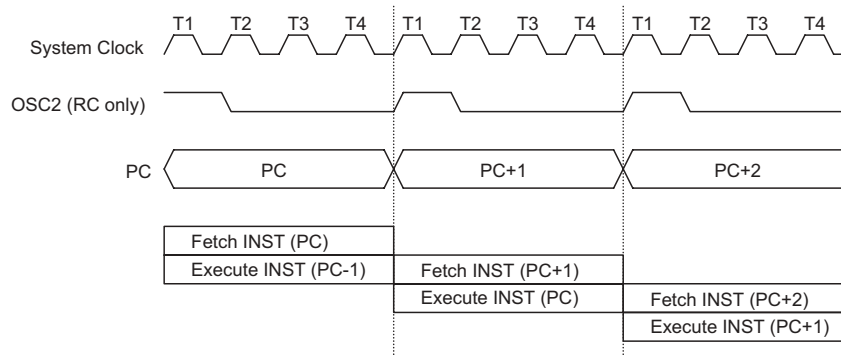 T1 T2 T3 T4 T1 T2 T3 T4 T1 T2 T3 T4
System Clock
OSC2 (RC only)
PC PC PC+1 PC+2
Fetch INST (PC)
Execute INST (PC-1) Fetch INST (PC+1)
Execute INST (PC) Fetch INST (PC+2)
Execute INST (PC+1)